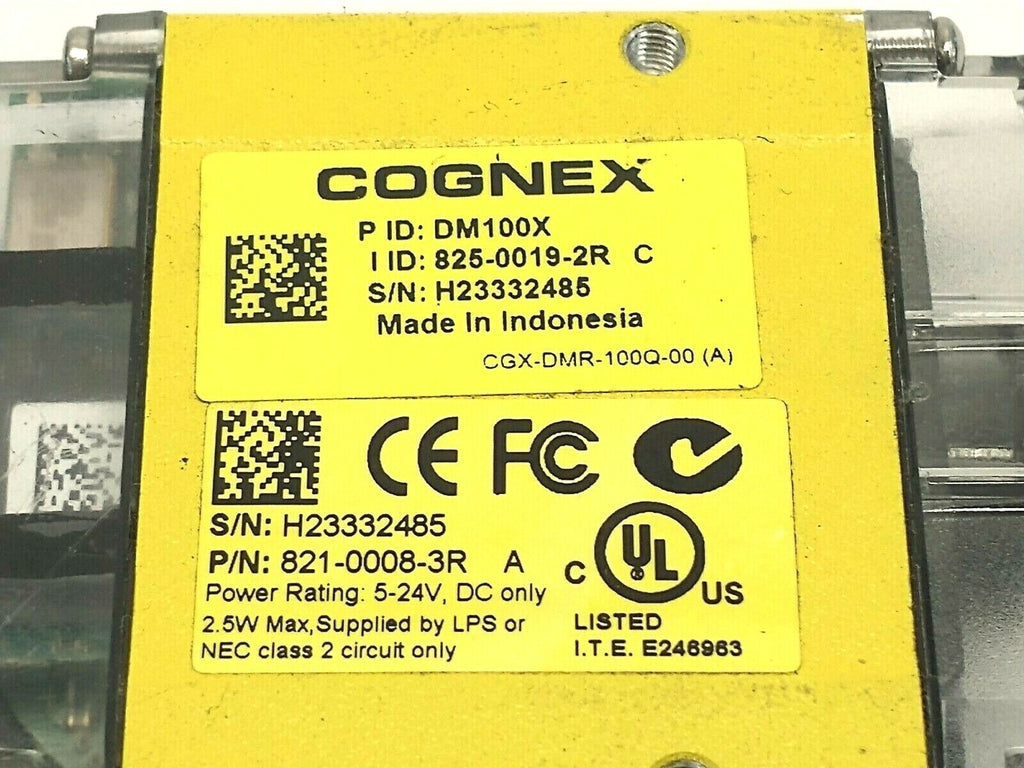 COGNEX
P ID: DM100X
I ID: 825-0019-2R C
S/N: H23332485
Made In Indonesia
CGX-DMR-100Q-00 (A)
CE FC
S/N: H23332485
P/N: 821-0008-3R A
Power Rating: 5-24V, DC only
2.5W Max,Supplied by LPS or
NEC class 2 circuit only
C UL US
LISTED
I.T.E. E246963